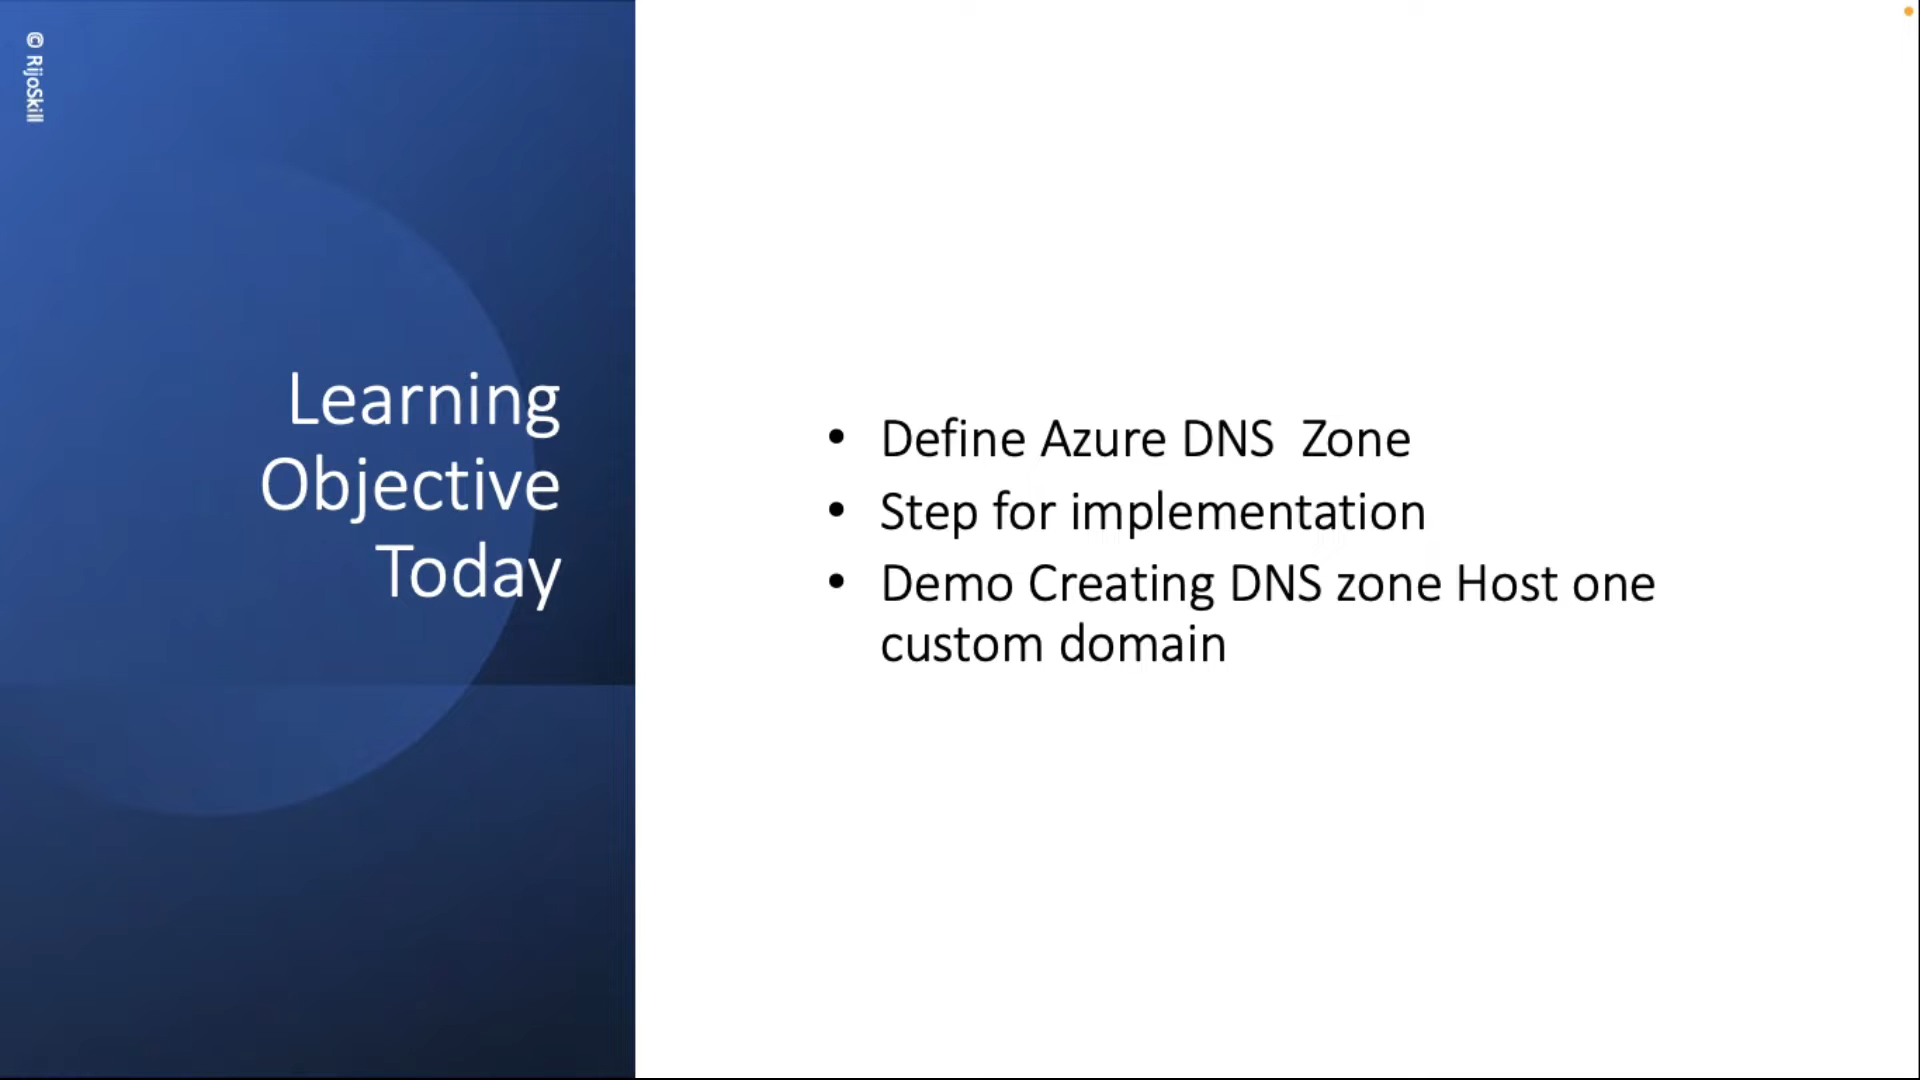 © RijoSkill
Learning
Objective
Today
• Define Azure DNS  Zone
• Step for implementation
• Demo Creating DNS zone Host one
custom domain